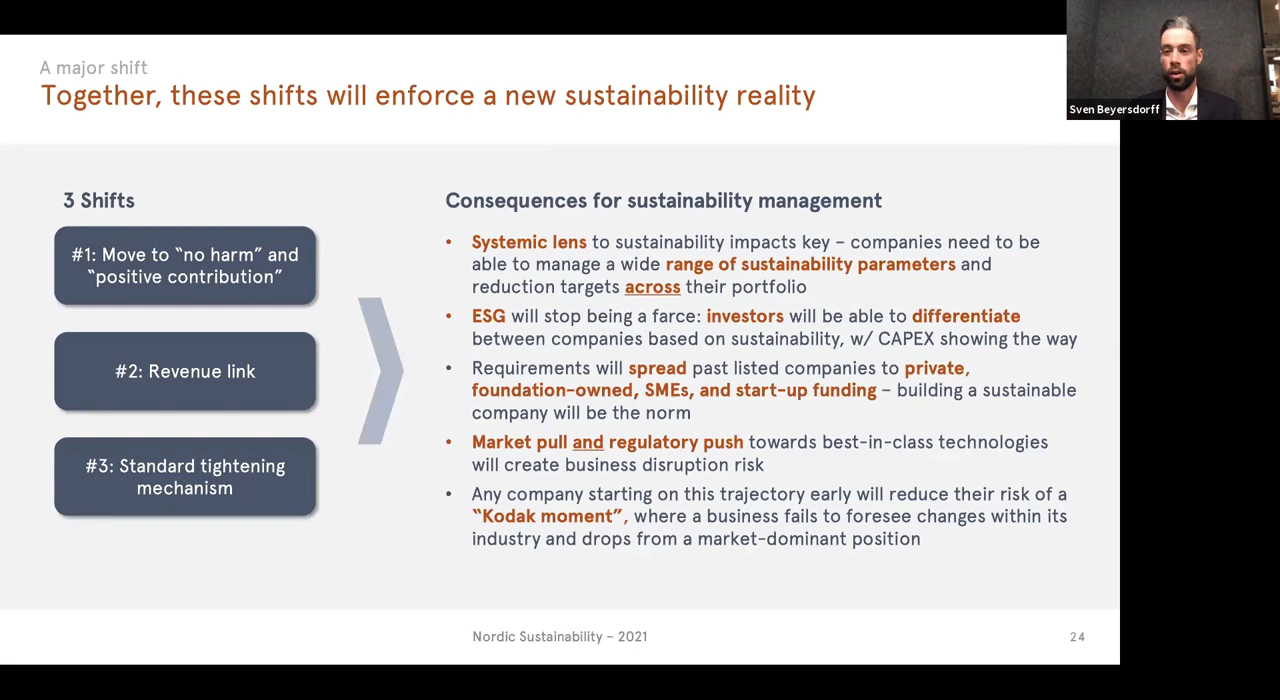 A major shift
Together, these shifts will enforce a new sustainability reality
Sven Beyersdorff
3 Shifts
#1: Move to “no harm” and
“positive contribution”
#2: Revenue link
#3: Standard tightening
mechanism
Consequences for sustainability management
• Systemic lens to sustainability impacts key – companies need to be
able to manage a wide range of sustainability parameters and
reduction targets across their portfolio
• ESG will stop being a farce: investors will be able to differentiate
between companies based on sustainability, w/ CAPEX showing the way
• Requirements will spread past listed companies to private,
foundation-owned, SMEs, and start-up funding – building a sustainable
company will be the norm
• Market pull and regulatory push towards best-in-class technologies
will create business disruption risk
• Any company starting on this trajectory early will reduce their risk of a
“Kodak moment”, where a business fails to foresee changes within its
industry and drops from a market-dominant position
Nordic Sustainability – 2021
24